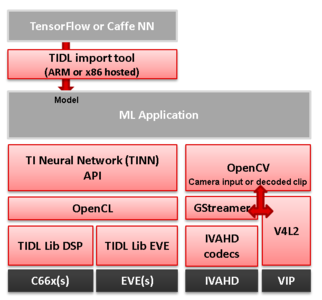 TensorFlow or Caffe NN
TIDL import tool
(ARM or x86 hosted)
Model
ML Application
TI Neural Network (TINN)
API
OpenCV
Camera input or decoded clip
OpenCL
GStreamer
V4L2
TIDL Lib DSP
TIDL Lib EVE
IVAHD
codecs
C66x(s)
EVE(s)
IVAHD
VIP